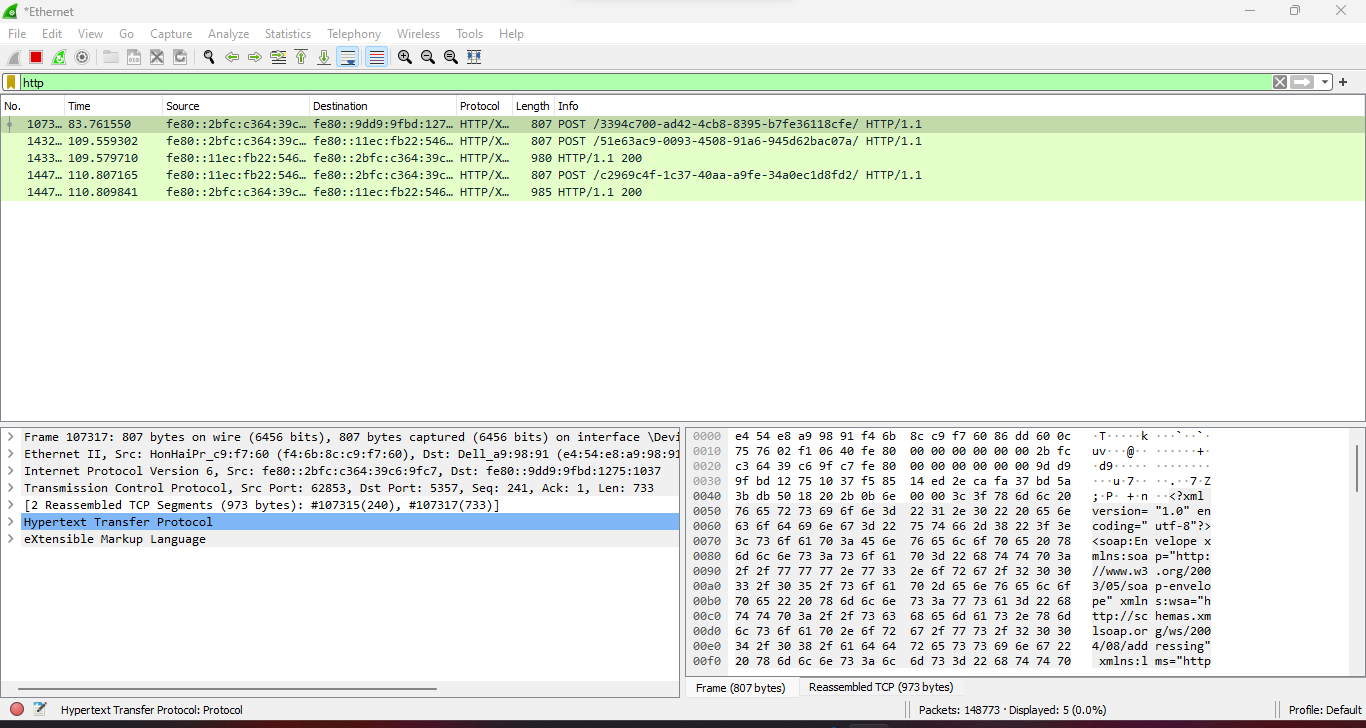 *Ethernet
File Edit View Go Capture Analyze Statistics Telephony Wireless Tools Help
http
No. Time Source Destination Protocol Length Info
1073… 83.761550 fe80::2bfc:c364:39c… fe80::9dd9:9fbd:127… HTTP/X… 807 POST /3394c700-ad42-4cb8-8395-b7fe36118cfe/ HTTP/1.1
1432… 109.559302 fe80::2bfc:c364:39c… fe80::11ec:fb22:546… HTTP/X… 807 POST /51e63ac9-0093-4508-91a6-945d62bac07a/ HTTP/1.1
1433… 109.579710 fe80::11ec:fb22:546… fe80::2bfc:c364:39c… HTTP/X… 980 HTTP/1.1 200
1447… 110.807165 fe80::11ec:fb22:546… fe80::2bfc:c364:39c… HTTP/X… 807 POST /c2969c4f-1c37-40aa-a9fe-34a0ec1d8fd2/ HTTP/1.1
1447… 110.809841 fe80::2bfc:c364:39c… fe80::11ec:fb22:546… HTTP/X… 985 HTTP/1.1 200
Frame 107317: 807 bytes on wire (6456 bits), 807 bytes captured (6456 bits) on interface \Devi
Ethernet II, Src: HonHaiPr_c9:f7:60 (f4:6b:8c:c9:f7:60), Dst: Dell_a9:98:91 (e4:54:e8:a9:98:91
Internet Protocol Version 6, Src: fe80::2bfc:c364:39c6:9fc7, Dst: fe80::9dd9:9fbd:1275:1037
Transmission Control Protocol, Src Port: 62853, Dst Port: 5357, Seq: 241, Ack: 1, Len: 733
[2 Reassembled TCP Segments (973 bytes): #107315(240), #107317(733)]
Hypertext Transfer Protocol
eXtensible Markup Language
0000 e4 54 e8 a9 98 91 f4 6b 8c c9 f7 60 86 dd 60 0c ·T·····k ···`··`·
0010 75 76 02 f1 06 40 fe 80 00 00 00 00 00 00 2b fc uv···@·· ······+·
0020 c3 64 39 c6 9f c7 fe 80 00 00 00 00 00 00 9d d9 ·d9····· ········
0030 9f bd 12 75 10 37 f5 85 14 ed 2e ca fa 37 bd 5a ···u·7·· ··.··7·Z
0040 3b db 50 18 20 2b 0b 6e 00 00 3c 3f 78 6d 6c 20 ;·P· +·n ··<?xml
0050 76 65 72 73 69 6f 6e 3d 22 31 2e 30 22 20 65 6e version= "1.0" en
0060 63 6f 64 69 6e 67 3d 22 75 74 66 2d 38 22 3f 3e coding=" utf-8"?>
0070 3c 73 6f 61 70 3a 45 6e 76 65 6c 6f 70 65 20 78 <soap:En velope x
0080 6d 6c 6e 73 3a 73 6f 61 70 3d 22 68 74 74 70 3a mlns:soa p="http:
0090 2f 2f 77 77 77 2e 77 33 2e 6f 72 67 2f 32 30 30 //www.w3 .org/200
00a0 33 2f 30 35 2f 73 6f 61 70 2d 65 6e 76 65 6c 6f 3/05/soa p-envelo
00b0 70 65 22 20 78 6d 6c 6e 73 3a 77 73 61 3d 22 68 pe" xmln s:wsa="h
00c0 74 74 70 3a 2f 2f 73 63 68 65 6d 61 73 2e 78 6d ttp://sc hemas.xm
00d0 6c 73 6f 61 70 2e 6f 72 67 2f 77 73 2f 32 30 30 lsoap.or g/ws/200
00e0 34 2f 30 38 2f 61 64 64 72 65 73 73 69 6e 67 22 4/08/add ressing"
00f0 20 78 6d 6c 6e 73 3a 6c 6d 73 3d 22 68 74 74 70 xmlns:l ms="http
Frame (807 bytes) Reassembled TCP (973 bytes)
Hypertext Transfer Protocol: Protocol
Packets: 148773 · Displayed: 5 (0.0%)
Profile: Default